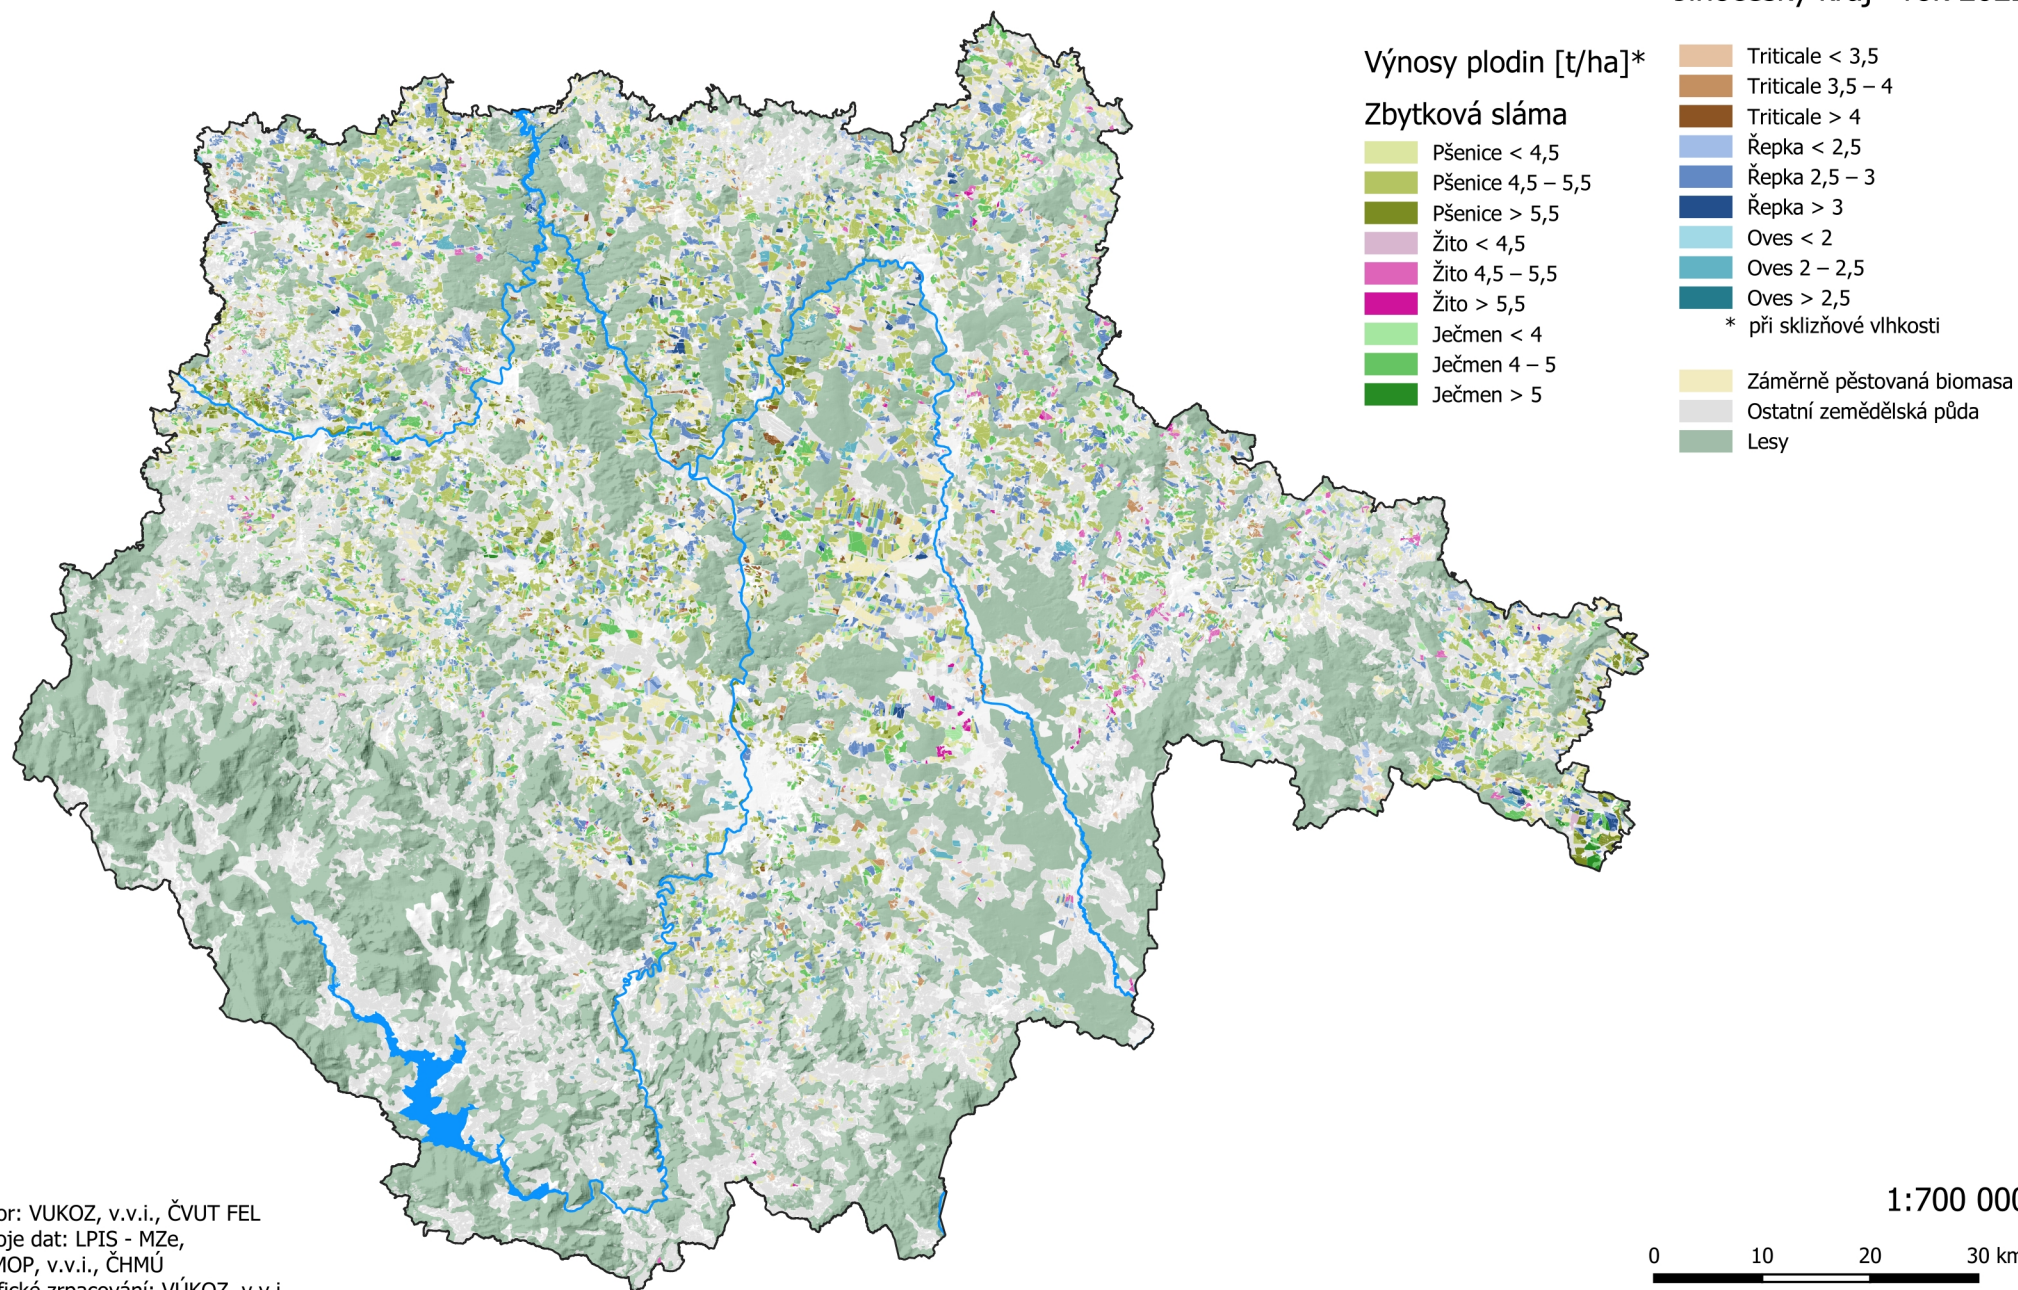 Výnosy plodin [t/ha]*
Zbytková sláma
Pšenice < 4,5
Pšenice 4,5 – 5,5
Pšenice > 5,5
Žito < 4,5
Žito 4,5 – 5,5
Žito > 5,5
Ječmen < 4
Ječmen 4 – 5
Ječmen > 5
Triticale < 3,5
Triticale 3,5 – 4
Triticale > 4
Řepka < 2,5
Řepka 2,5 – 3
Řepka > 3
Oves < 2
Oves 2 – 2,5
Oves > 2,5
* při sklizňové vlhkosti
Záměrně pěstovaná biomasa
Ostatní zemědělská půda
Lesy
VUKOZ, v.v.i., ČVUT FEL
dat: LPIS - MZe,
v.v.i., ČHMÚ
zrpacování: VÚKOZ, v.v.i.
1:700 000
0 10 20 30 km